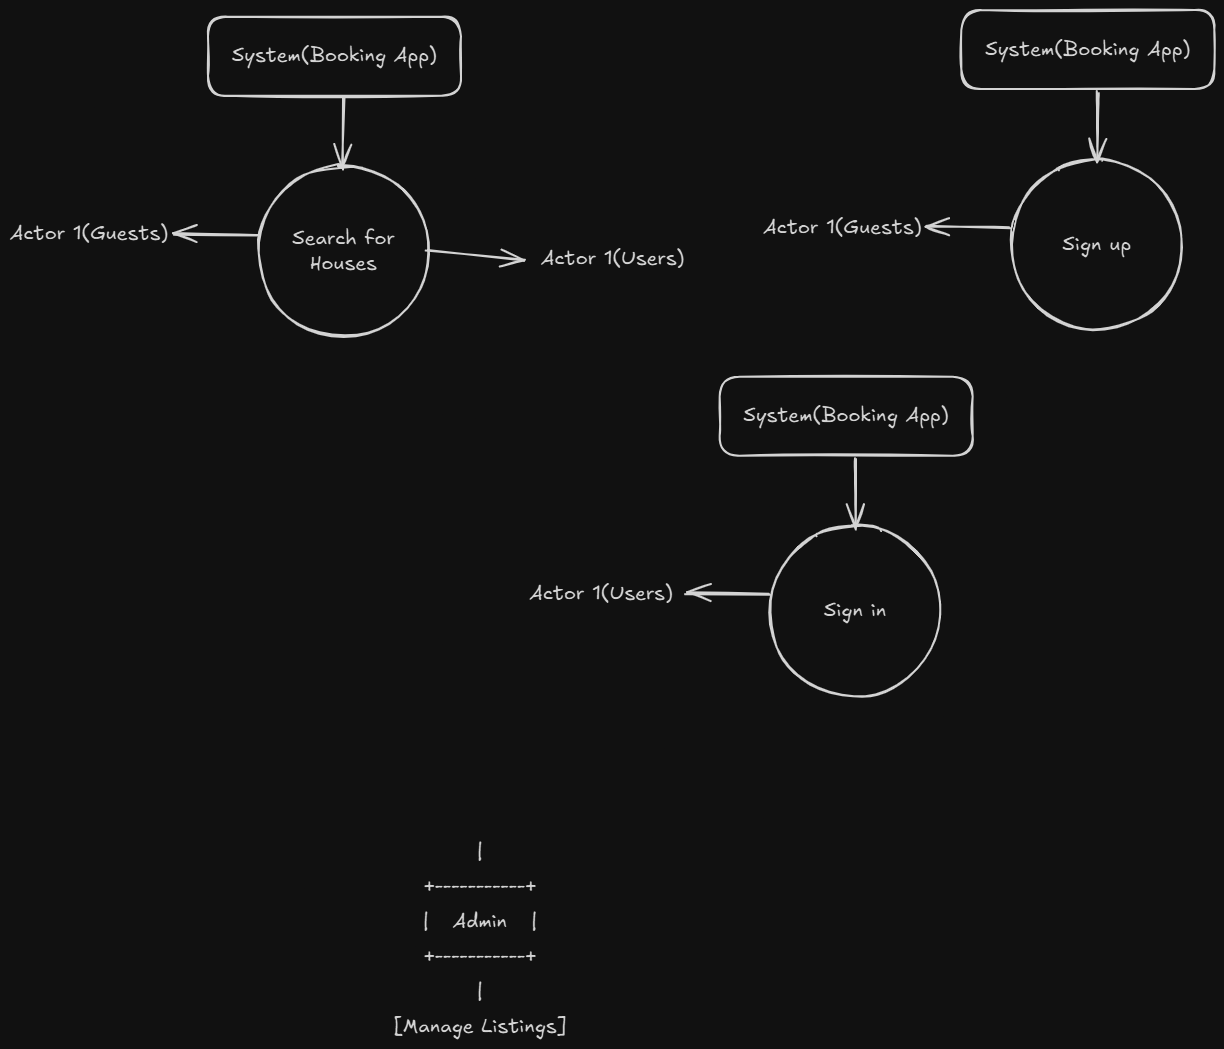 System(Booking App)
System(Booking App)
Actor 1(Guests)
Search for
Houses
Actor 1(Users)
Actor 1(Guests)
Sign up
System(Booking App)
Actor 1(Users)
Sign in
|
+-----------+
|   Admin   |
+-----------+
|
[Manage Listings]